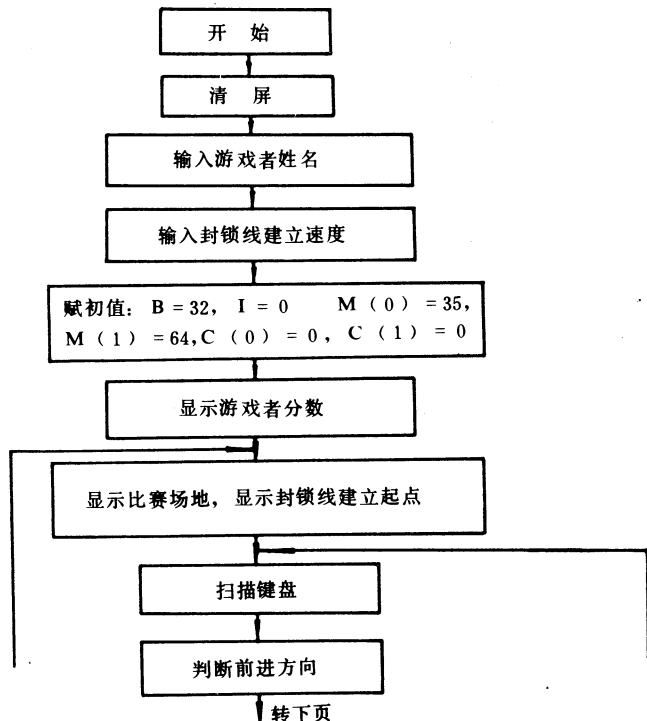 开 始
清 屏
输入游戏者姓名
输入封锁线建立速度
赋初值: B = 32, I = 0 M ( 0 ) = 35,
M ( 1 ) = 64, C ( 0 ) = 0, C ( 1 ) = 0
显示游戏者分数
显示比赛场地, 显示封锁线建立起点
扫描键盘
判断前进方向
转下页